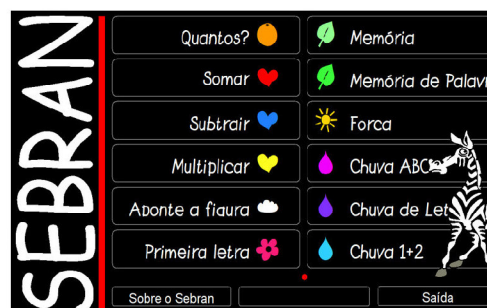 SEBRAN
Quantos?
Somar
Subtrair
Multiplicar
Aponte a figura
Primeira letra
Memória
Memória de Palavr
Forca
Chuva ABC
Chuva de Let
Chuva 1+2
Sobre o Sebran
Saída